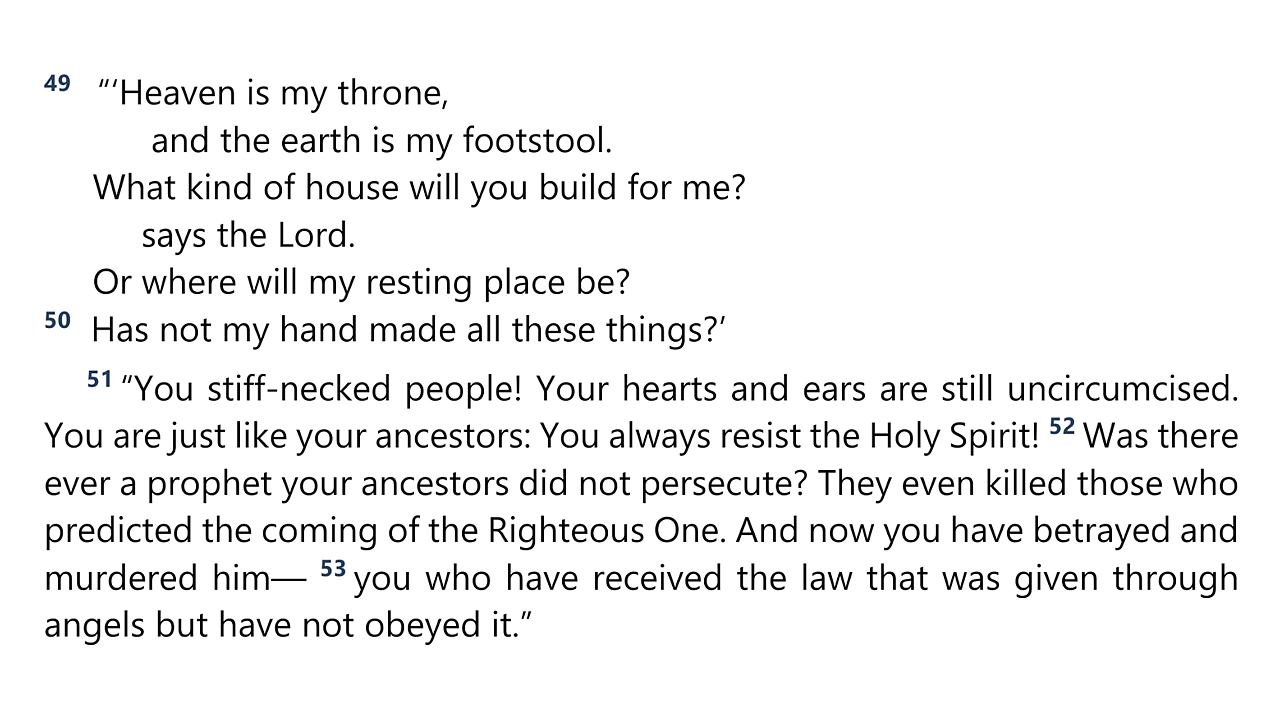 49 “‘Heaven is my throne,
and the earth is my footstool.
What kind of house will you build for me?
says the Lord.
Or where will my resting place be?
50 Has not my hand made all these things?’
51 “You stiff-necked people! Your hearts and ears are still uncircumcised.
You are just like your ancestors: You always resist the Holy Spirit! 52 Was there
ever a prophet your ancestors did not persecute? They even killed those who
predicted the coming of the Righteous One. And now you have betrayed and
murdered him— 53 you who have received the law that was given through
angels but have not obeyed it.”